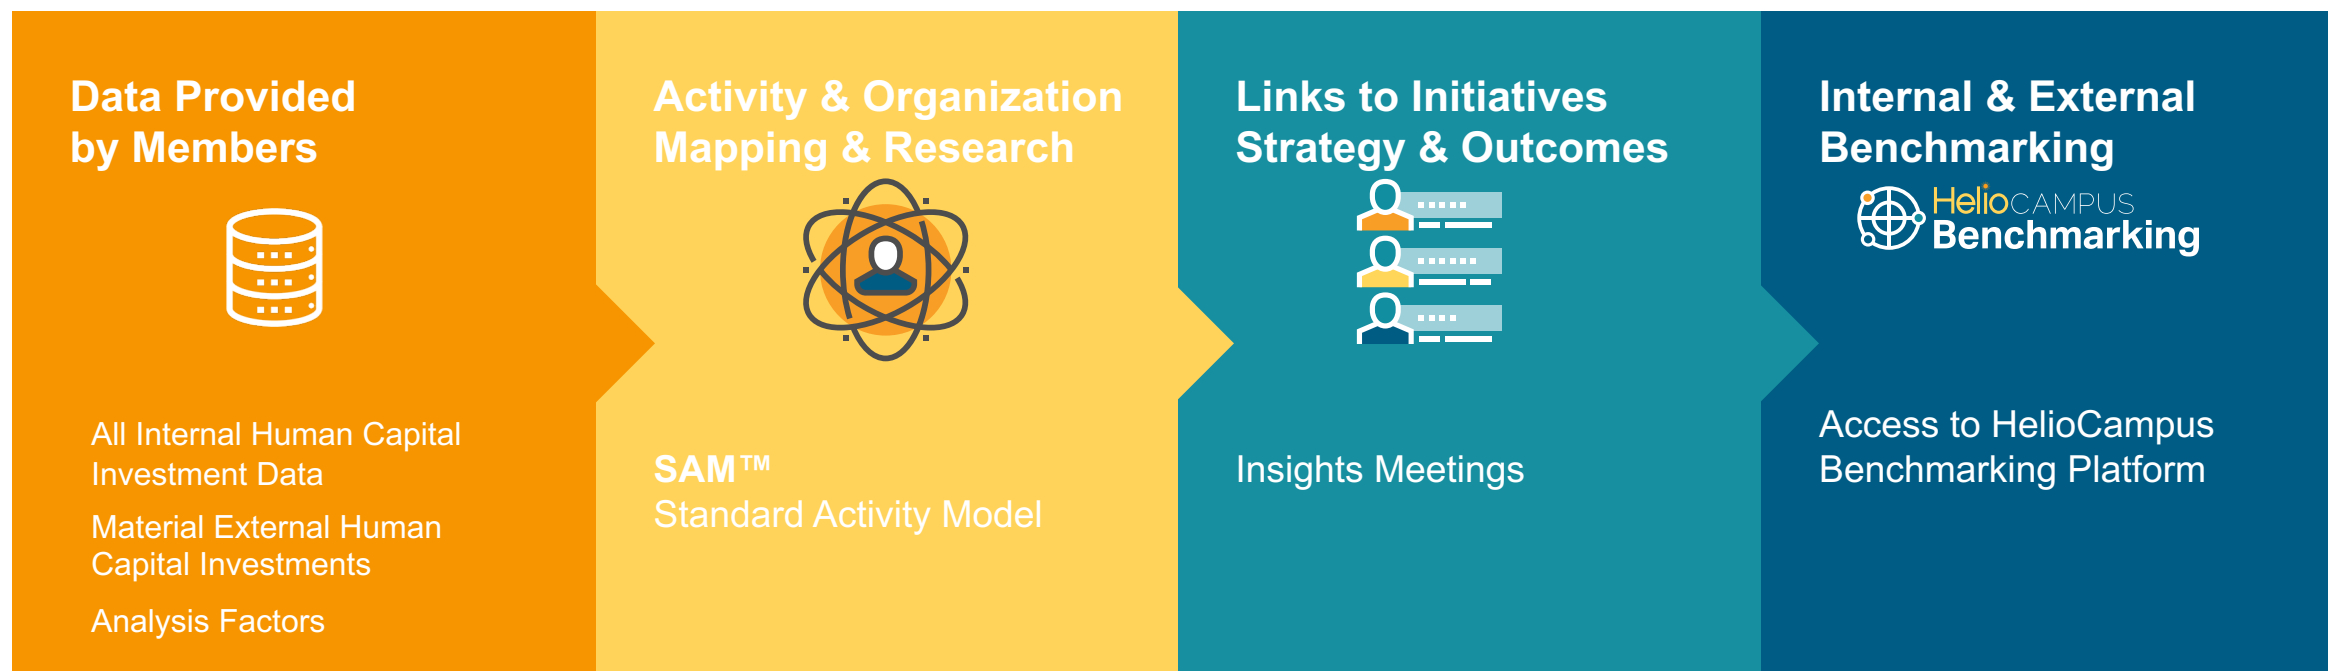 Data Provided
by Members
All Internal Human Capital
Investment Data
Material External Human
Capital Investments
Analysis Factors
Activity & Organization
Mapping & Research
SAM™
Standard Activity Model
Links to Initiatives
Strategy & Outcomes
Insights Meetings
Internal & External
Benchmarking
HelioCAMPUS
Benchmarking
Access to HelioCampus
Benchmarking Platform